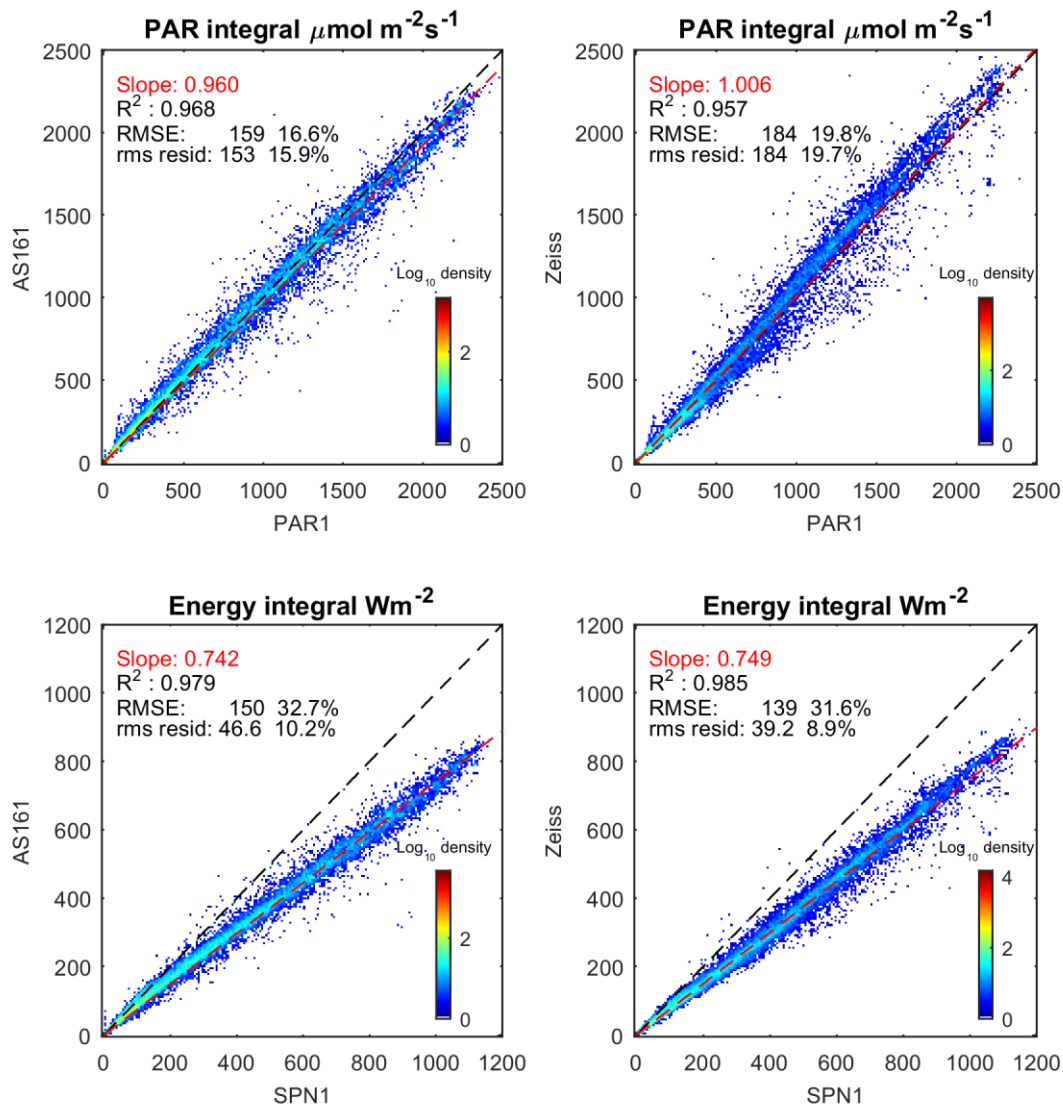 PAR integral μmol m⁻²s⁻¹
2500
2000
1500
1000
500
0
AS161
Slope: 0.960
R² : 0.968
RMSE: 159 16.6%
rms resid: 153 15.9%
Log₁₀ density
2
0
0 500 1000 1500 2000 2500
PAR1
PAR integral μmol m⁻²s⁻¹
2500
2000
1500
1000
500
0
Zeiss
Slope: 1.006
R² : 0.957
RMSE: 184 19.8%
rms resid: 184 19.7%
Log₁₀ density
2
0
0 500 1000 1500 2000 2500
PAR1
Energy integral Wm⁻²
1200
1000
800
600
400
200
0
AS161
Slope: 0.742
R² : 0.979
RMSE: 150 32.7%
rms resid: 46.6 10.2%
Log₁₀ density
2
0
0 200 400 600 800 1000 1200
SPN1
Energy integral Wm⁻²
1200
1000
800
600
400
200
0
Zeiss
Slope: 0.749
R² : 0.985
RMSE: 139 31.6%
rms resid: 39.2 8.9%
Log₁₀ density
4
2
0
0 200 400 600 800 1000 1200
SPN1